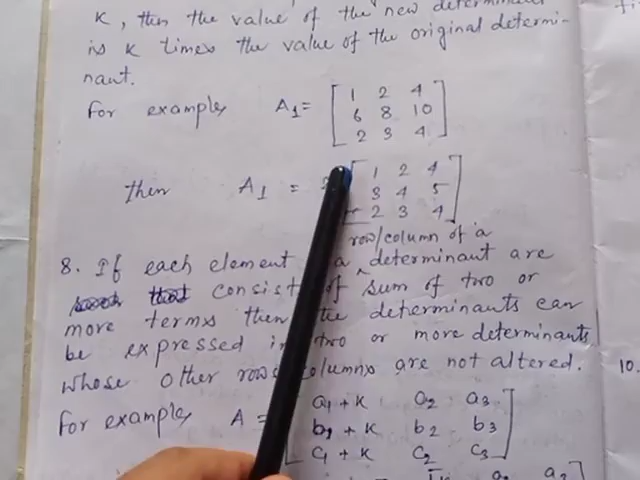 K, then the value of the new determinant
is K times the value of the original determi-
nant.
For example, A1 = [ 1 2 4
6 8 10
2 3 4 ]
then A1 = [ 1 2 4
3 4 5
2 3 4 ]
row/column of a
8. If each element a determinant are
consist of sum of two or
more terms then the determinants can
be expressed in two or more determinants
whose other rows columns are not altered. 10.
For example, A = [ a1 + K a2 a3
b1 + K b2 b3
c1 + K c2 c3 ]